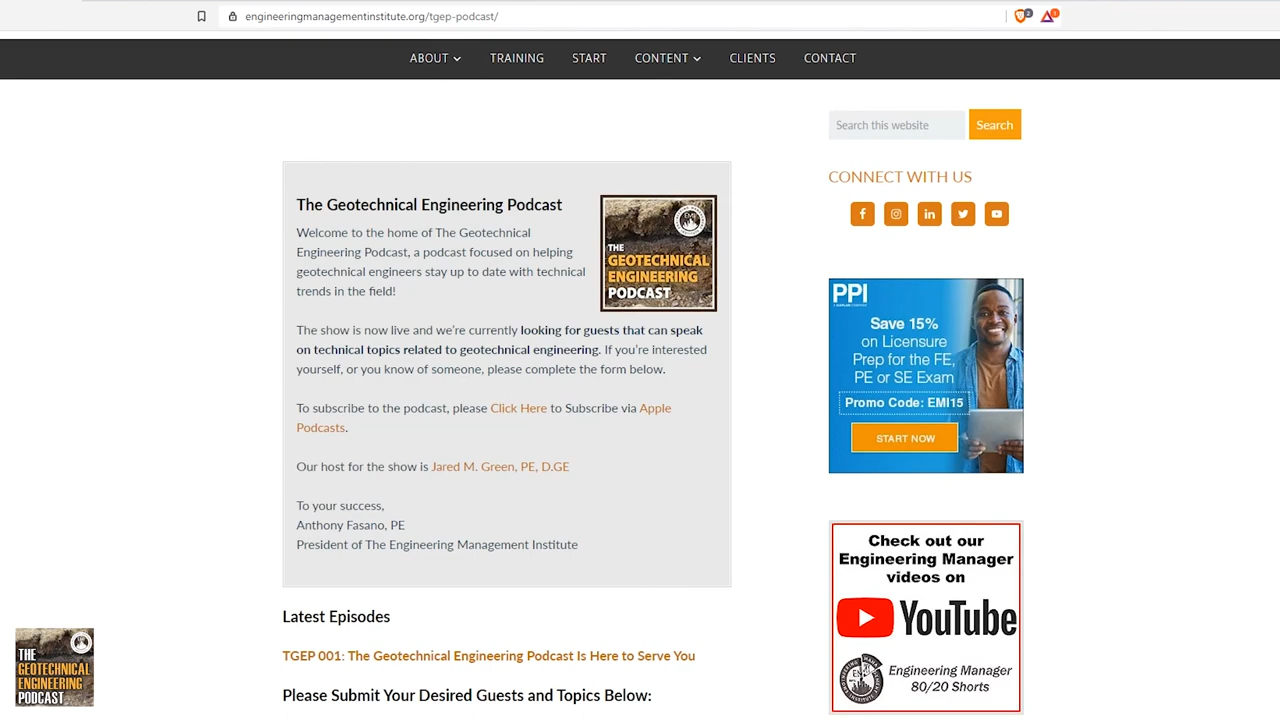 engineeringmanagementinstitute.org/tgep-podcast/
ABOUT
TRAINING
START
CONTENT
CLIENTS
CONTACT
Search this website
Search
CONNECT WITH US
The Geotechnical Engineering Podcast
Welcome to the home of The Geotechnical
Engineering Podcast, a podcast focused on helping
geotechnical engineers stay up to date with technical
trends in the field!
THE
GEOTECHNICAL
ENGINEERING
PODCAST
The show is now live and we're currently looking for guests that can speak
on technical topics related to geotechnical engineering. If you're interested
yourself, or you know of someone, please complete the form below.
To subscribe to the podcast, please Click Here to Subscribe via Apple
Podcasts.
Our host for the show is Jared M. Green, PE, D.GE
To your success,
Anthony Fasano, PE
President of The Engineering Management Institute
PPI
Save 15%
on Licensure
Prep for the FE,
PE or SE Exam
Promo Code: EMI15
START NOW
Check out our
Engineering Manager
videos on
YouTube
Engineering Manager
80/20 Shorts
Latest Episodes
TGEP 001: The Geotechnical Engineering Podcast Is Here to Serve You
Please Submit Your Desired Guests and Topics Below:
THE
GEOTECHNICAL
ENGINEERING
PODCAST